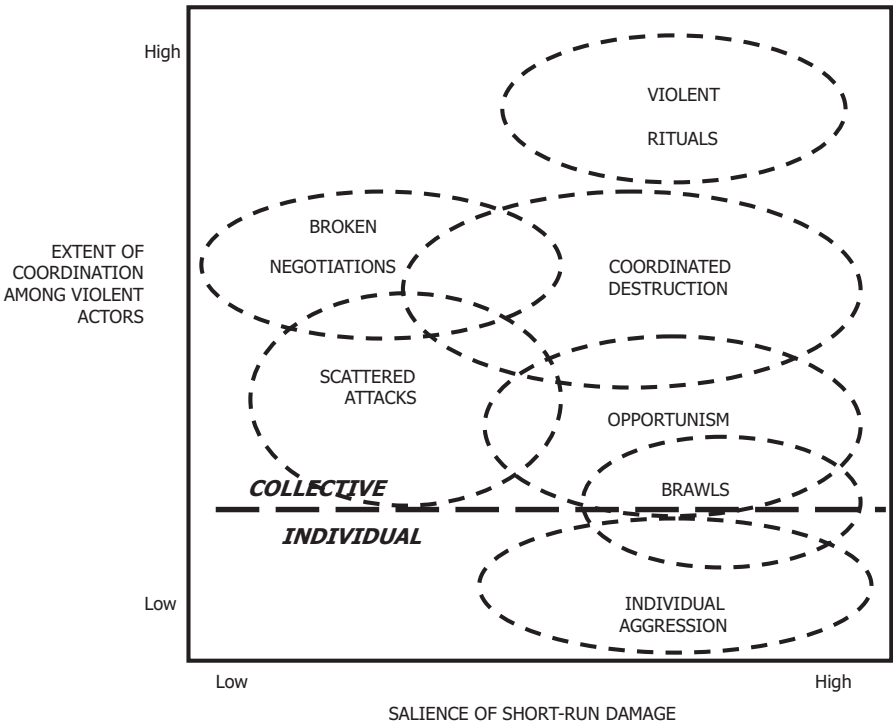 High
VIOLENT
RITUALS
BROKEN
NEGOTIATIONS
EXTENT OF
COORDINATION
AMONG VIOLENT
ACTORS
COORDINATED
DESTRUCTION
SCATTERED
ATTACKS
OPPORTUNISM
COLLECTIVE
BRAWLS
INDIVIDUAL
Low
INDIVIDUAL
AGGRESSION
Low
High
SALIENCE OF SHORT-RUN DAMAGE